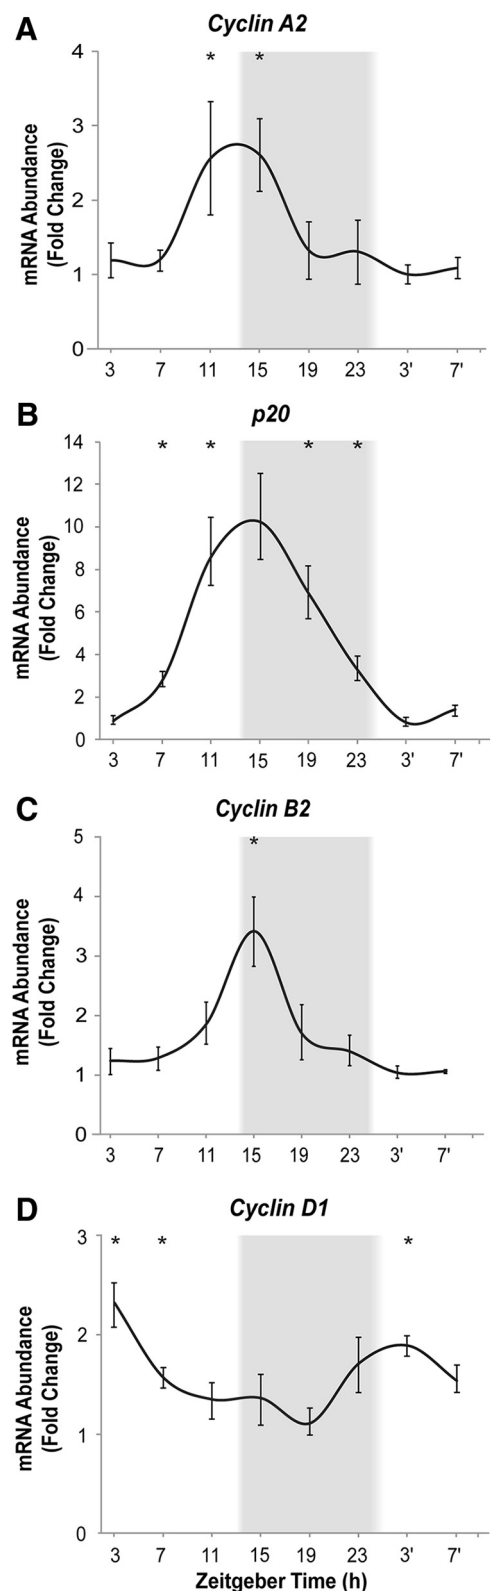 A
Cyclin A2
mRNA Abundance
(Fold Change)
4
3
2
1
0
* *
3 7 11 15 19 23 3' 7'
B
p20
mRNA Abundance
(Fold Change)
14
12
10
8
6
4
2
0
* * * *
3 7 11 15 19 23 3' 7'
C
Cyclin B2
mRNA Abundance
(Fold Change)
5
4
3
2
1
0
*
3 7 11 15 19 23 3' 7'
D
Cyclin D1
mRNA Abundance
(Fold Change)
3
2
1
0
* * *
3 7 11 15 19 23 3' 7'
Zeitgeber Time (h)